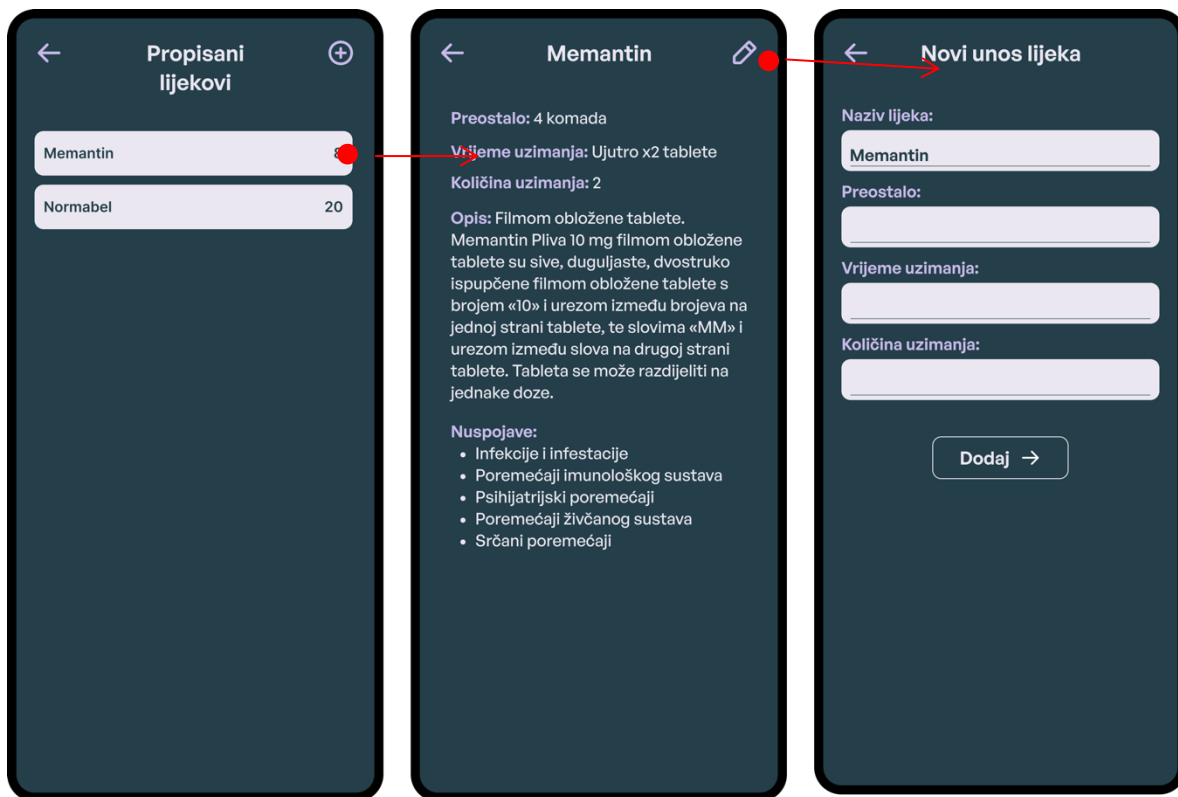 Propisani
lijekovi
Memantin
Normabel 20
Memantin
Preostalo: 4 komada
Vrijeme uzimanja: Ujutro x2 tablete
Količina uzimanja: 2
Opis: Filmom obložene tablete.
Memantin Pliva 10 mg filmom obložene
tablete su sive, duguljaste, dvostruko
ispupčene filmom obložene tablete s
brojem «10» i urezom između brojeva na
jednoj strani tablete, te slovima «MM» i
urezom između slova na drugoj strani
tablete. Tableta se može razdijeliti na
jednake doze.
Nuspojave:
• Infekcije i infestacije
• Poremećaji imunološkog sustava
• Psihijatrijski poremećaji
• Poremećaji živčanog sustava
• Srčani poremećaji
Novi unos lijeka
Naziv lijeka:
Memantin
Preostalo:
Vrijeme uzimanja:
Količina uzimanja:
Dodaj →